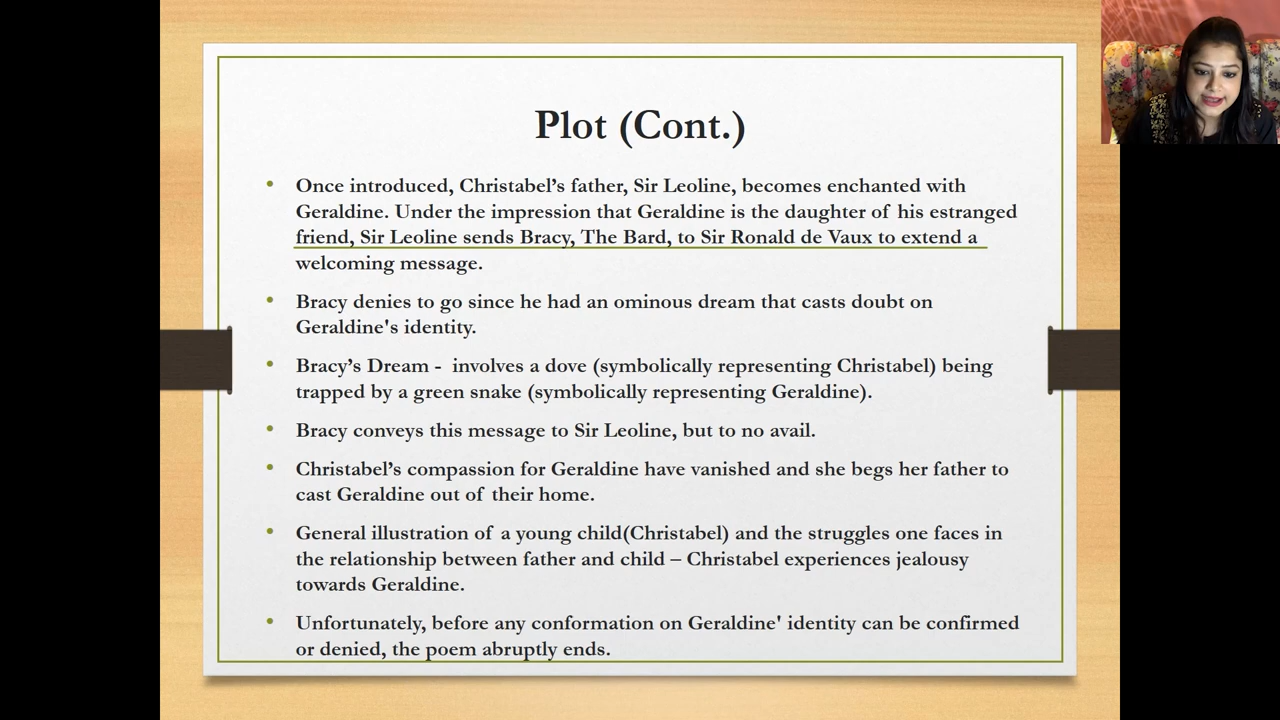 Plot (Cont.)
• Once introduced, Christabel’s father, Sir Leoline, becomes enchanted with
Geraldine. Under the impression that Geraldine is the daughter of his estranged
friend, Sir Leoline sends Bracy, The Bard, to Sir Ronald de Vaux to extend a
welcoming message.
• Bracy denies to go since he had an ominous dream that casts doubt on
Geraldine's identity.
• Bracy’s Dream - involves a dove (symbolically representing Christabel) being
trapped by a green snake (symbolically representing Geraldine).
• Bracy conveys this message to Sir Leoline, but to no avail.
• Christabel’s compassion for Geraldine have vanished and she begs her father to
cast Geraldine out of their home.
• General illustration of a young child(Christabel) and the struggles one faces in
the relationship between father and child – Christabel experiences jealousy
towards Geraldine.
• Unfortunately, before any conformation on Geraldine' identity can be confirmed
or denied, the poem abruptly ends.